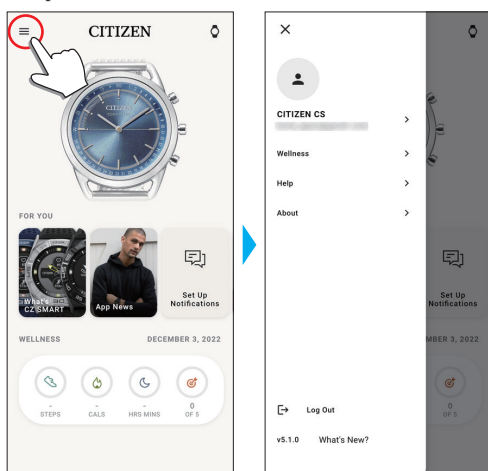 CITIZEN
CITIZEN
FOR YOU
What's
CZ SMART
App News
Set Up
Notifications
WELLNESS DECEMBER 3, 2022
- - - 0
STEPS CALS HRS MINS OF 5
CITIZEN CS
Wellness
Help
About
Set Up
Notifications
MBER 3, 2022
0
OF 5
Log Out
v5.1.0 What's New?